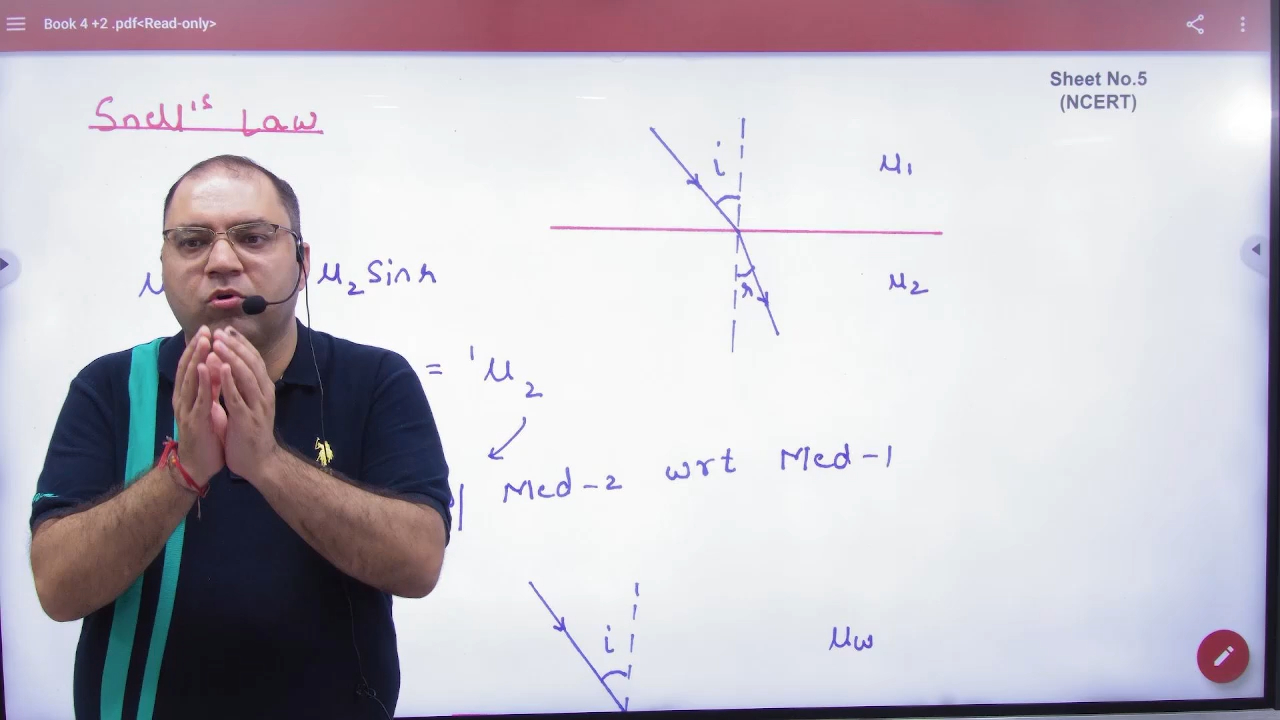 Book 4 +2 .pdf<Read-only>
Sheet No.5
(NCERT)
Snell's Law
i
μ₁
μ₂ Sin r
r
μ₂
= ¹μ₂
Med-2 wrt Med-1
i
μw